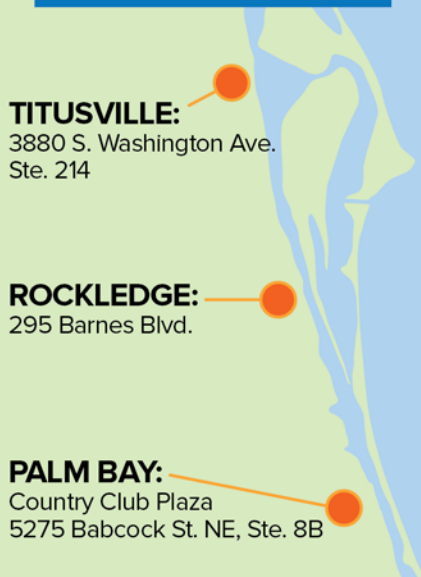 TITUSVILLE:
3880 S. Washington Ave.
Ste. 214
ROCKLEDGE:
295 Barnes Blvd.
PALM BAY:
Country Club Plaza
5275 Babcock St. NE, Ste. 8B